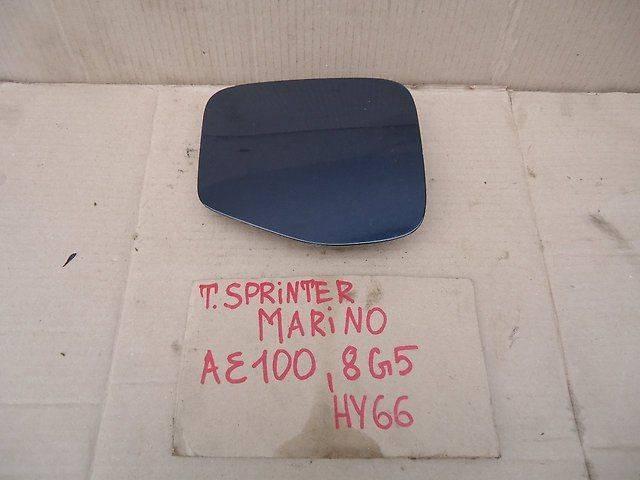 T. SPRiNTER
MARiNO
AE100, 8G5
HY66